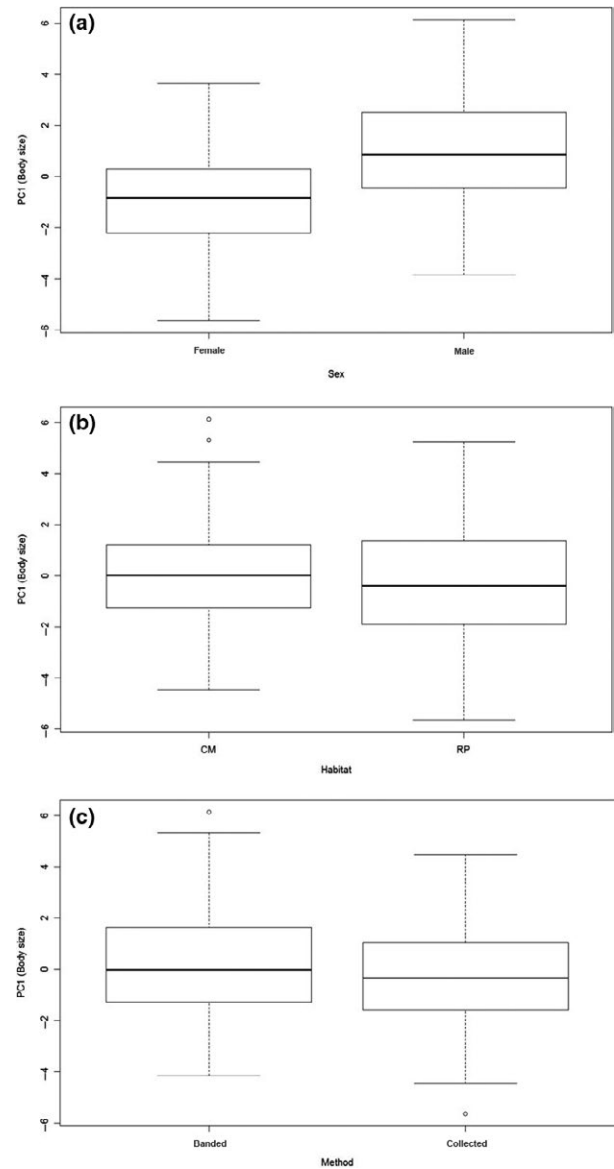 (a)
PC1 (Body size)
6
4
2
0
−2
−4
−6
Female
Male
Sex
(b)
PC1 (Body size)
6
4
2
0
−2
−4
−6
CM
RP
Habitat
(c)
PC1 (Body size)
6
4
2
0
−2
−4
−6
Banded
Collected
Method